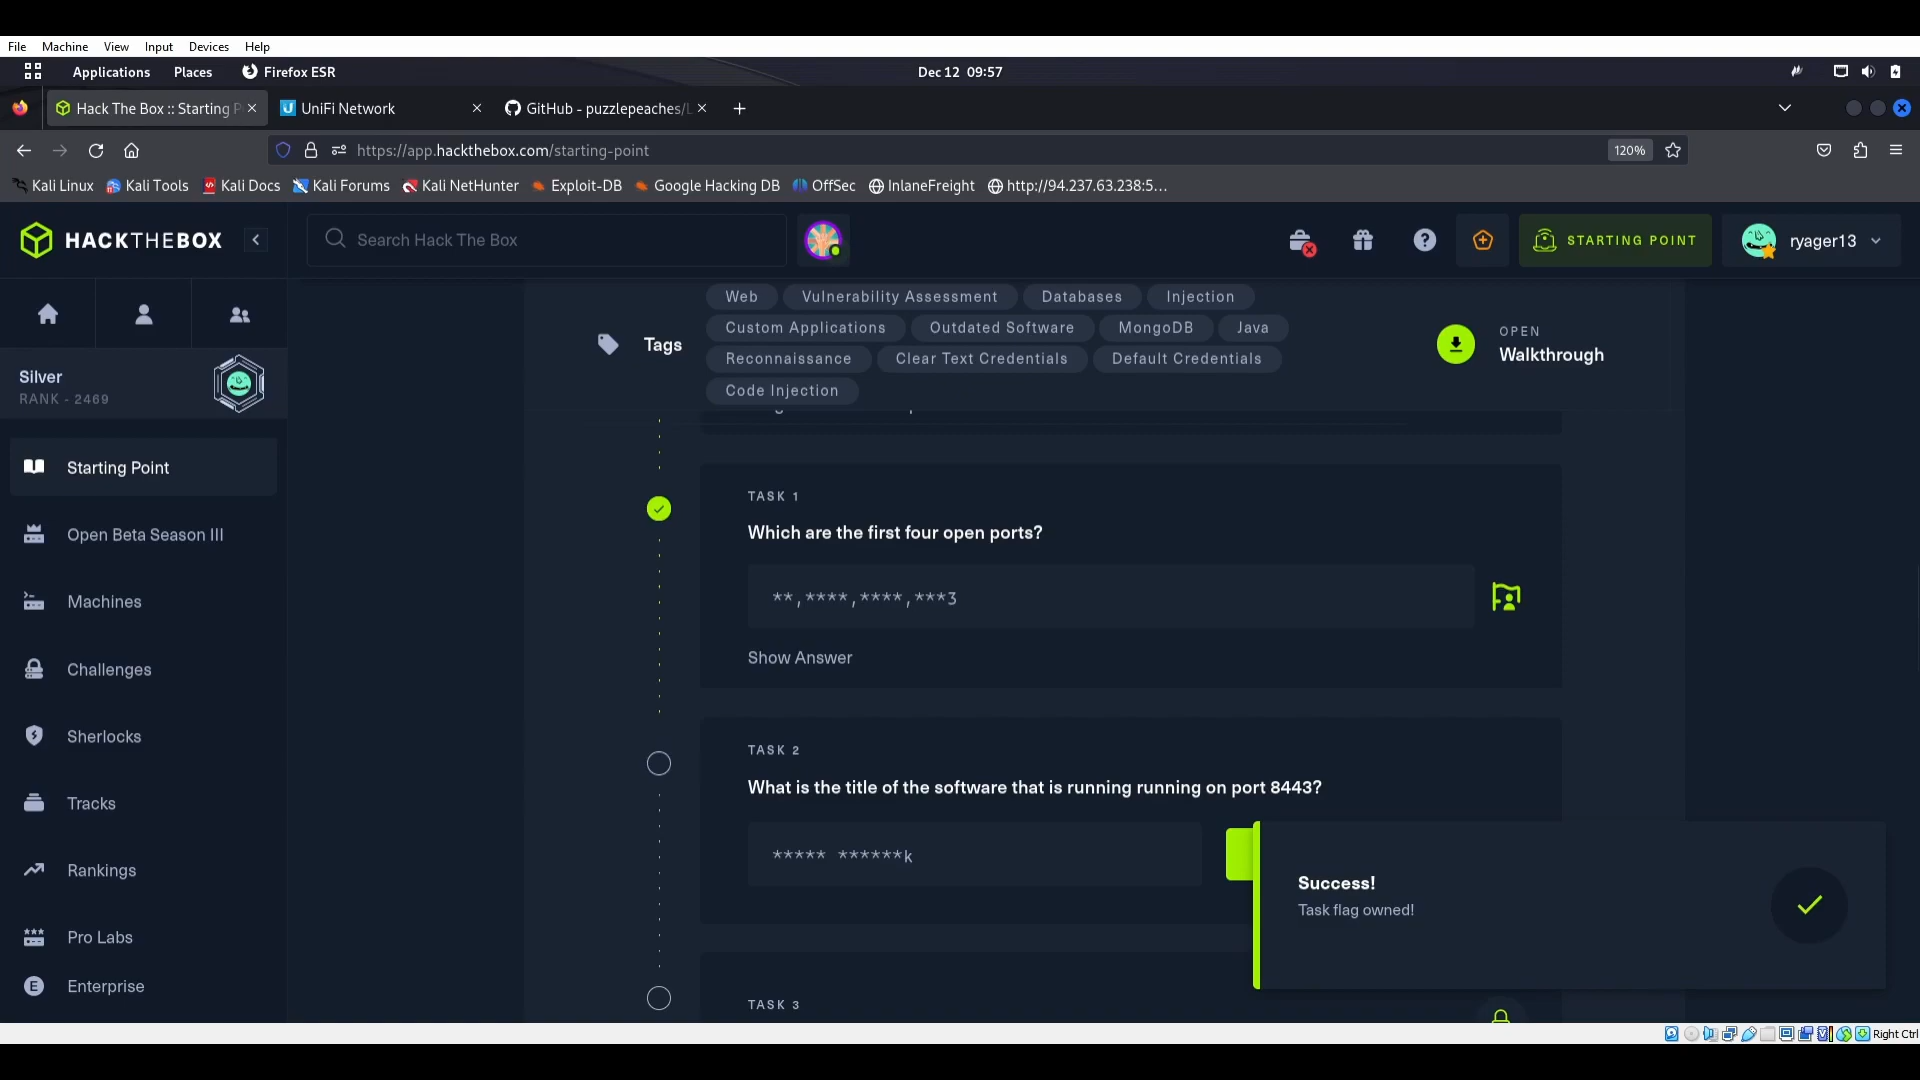 File Machine View Input Devices Help
Applications Places Firefox ESR Dec 12 09:57
Hack The Box :: Starting P UniFi Network GitHub - puzzlepeaches/L
https://app.hackthebox.com/starting-point 120%
Kali Linux Kali Tools Kali Docs Kali Forums Kali NetHunter Exploit-DB Google Hacking DB OffSec InlaneFreight http://94.237.63.238:5…
HACKTHEBOX Search Hack The Box STARTING POINT ryager13
Silver
RANK - 2469
Starting Point
Open Beta Season III
Machines
Challenges
Sherlocks
Tracks
Rankings
Pro Labs
E Enterprise
Tags
Web Vulnerability Assessment Databases Injection
Custom Applications Outdated Software MongoDB Java
Reconnaissance Clear Text Credentials Default Credentials
Code Injection
OPEN
Walkthrough
TASK 1
Which are the first four open ports?
**,****,****,***3
Show Answer
TASK 2
What is the title of the software that is running running on port 8443?
***** ******k
TASK 3
Success!
Task flag owned!
Right Ctrl